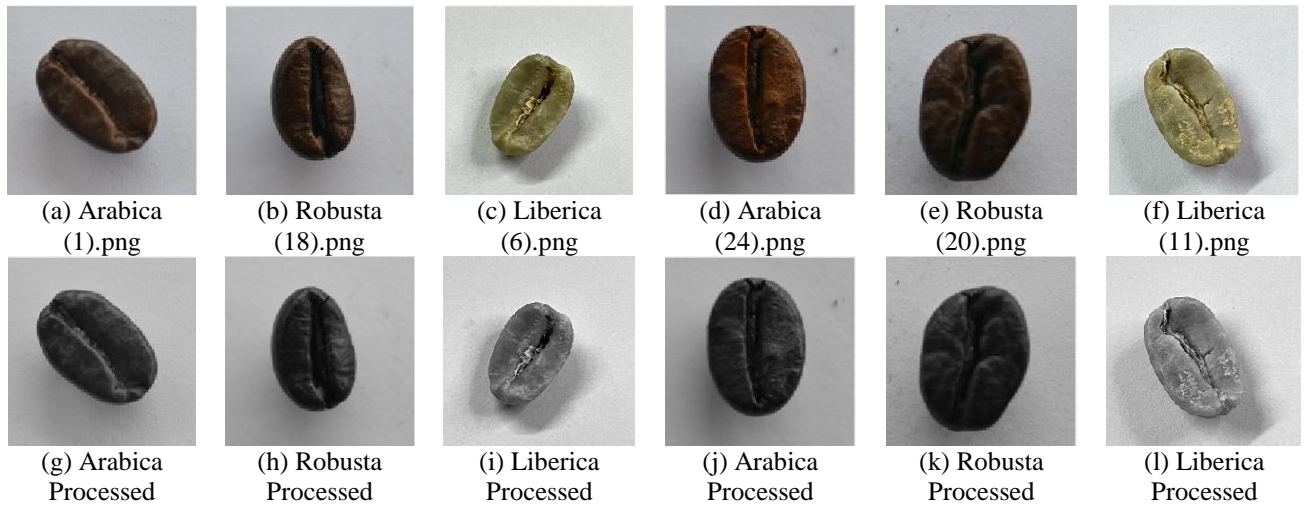 (a) Arabica
(1).png
(b) Robusta
(18).png
(c) Liberica
(6).png
(d) Arabica
(24).png
(e) Robusta
(20).png
(f) Liberica
(11).png
(g) Arabica
Processed
(h) Robusta
Processed
(i) Liberica
Processed
(j) Arabica
Processed
(k) Robusta
Processed
(l) Liberica
Processed